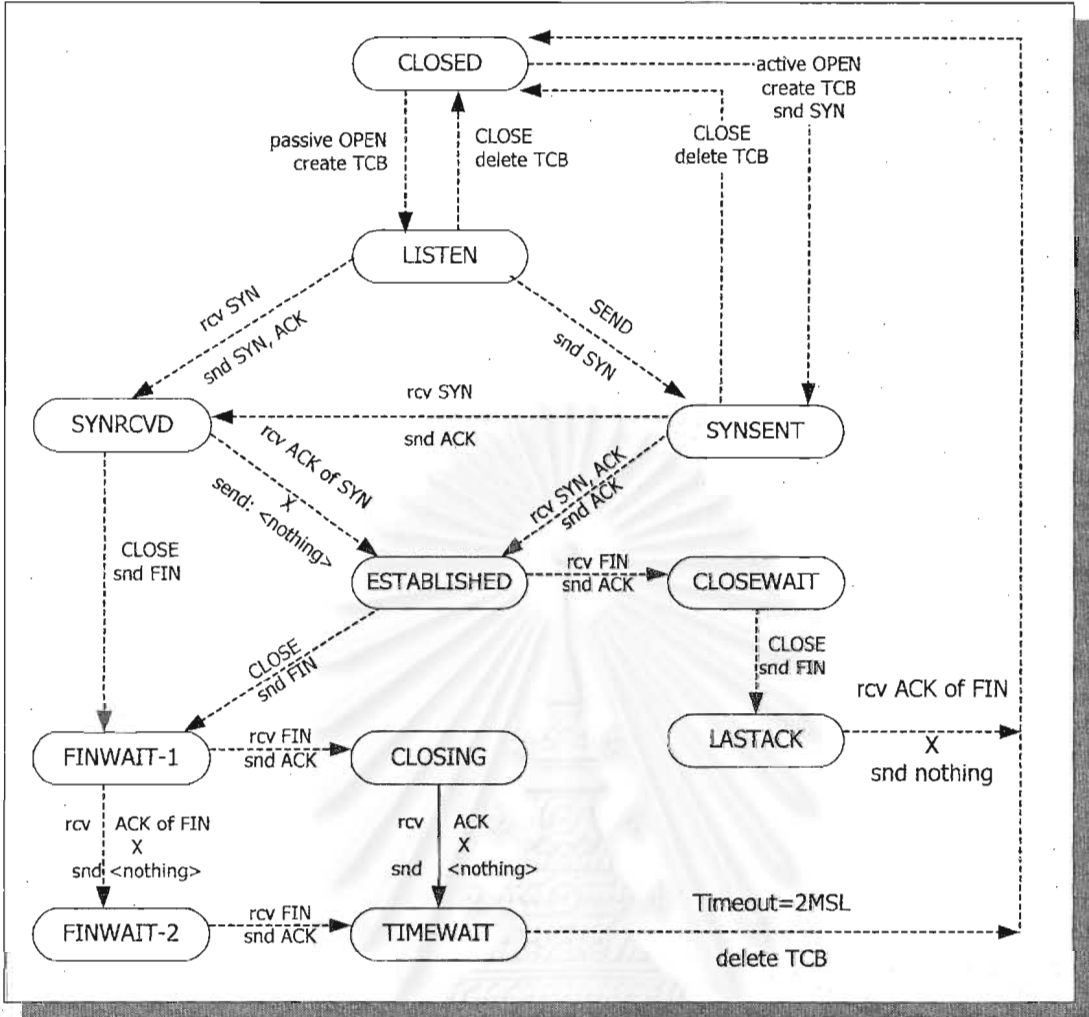 CLOSED
active OPEN
create TCB
snd SYN
passive OPEN
create TCB
CLOSE
delete TCB
CLOSE
delete TCB
LISTEN
rcv SYN
snd SYN, ACK
SEND
snd SYN
SYNRCVD
rcv SYN
snd ACK
SYNSENT
rcv ACK of SYN
X
send: <nothing>
rcv SYN, ACK
snd ACK
CLOSE
snd FIN
ESTABLISHED
rcv FIN
snd ACK
CLOSEWAIT
CLOSE
snd FIN
CLOSE
snd FIN
rcv ACK of FIN
LASTACK
X
snd nothing
FINWAIT-1
rcv FIN
snd ACK
CLOSING
rcv ACK of FIN
X
snd <nothing>
rcv ACK
X
snd <nothing>
FINWAIT-2
rcv FIN
snd ACK
TIMEWAIT
Timeout=2MSL
delete TCB